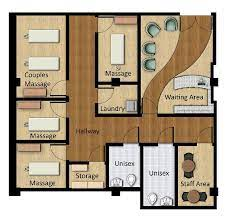 Couples
Massage
Massage
Laundry
Waiting Area
Massage
Hallway
Unisex
Unisex
Massage
Storage
Staff Area